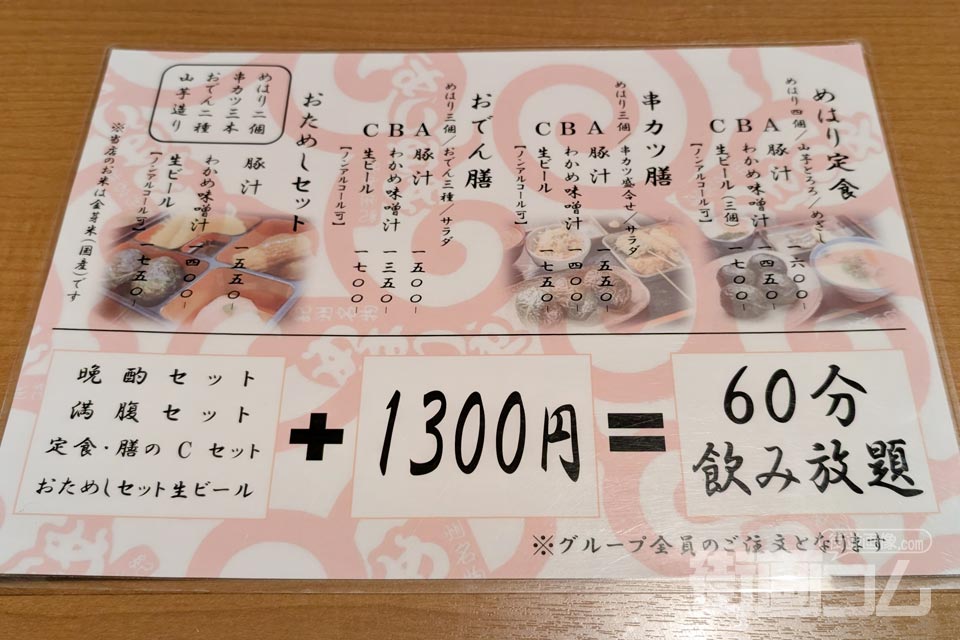 めはり定食
めはり四個/山芋とろろ/めざし
A 豚汁 一六〇〇~
B わかめ味噌汁 一四五〇~
C 生ビール(三個) 一七〇〇~
【ノンアルコール可】
串カツ膳
めはり三個/串カツ盛合せ/サラダ
A 豚汁 一五五〇~
B わかめ味噌汁 一四〇〇~
C 生ビール 一七五〇~
【ノンアルコール可】
おでん膳
めはり三個/おでん三種/サラダ
A 豚汁 一五〇〇~
B わかめ味噌汁 一三五〇~
C 生ビール 一七〇〇~
【ノンアルコール可】
おためしセット
豚汁 一五五〇~
わかめ味噌汁 一四〇〇~
生ビール 一七五〇~
【ノンアルコール可】
めはり二個
串カツ三本
おでん二種
山芋造り
※当店のお米は金芽米(国産)です
晩酌セット
満腹セット
定食・膳のCセット
おためしセット生ビール
+
1300円
=
60分
飲み放題
※グループ全員のご注文となります